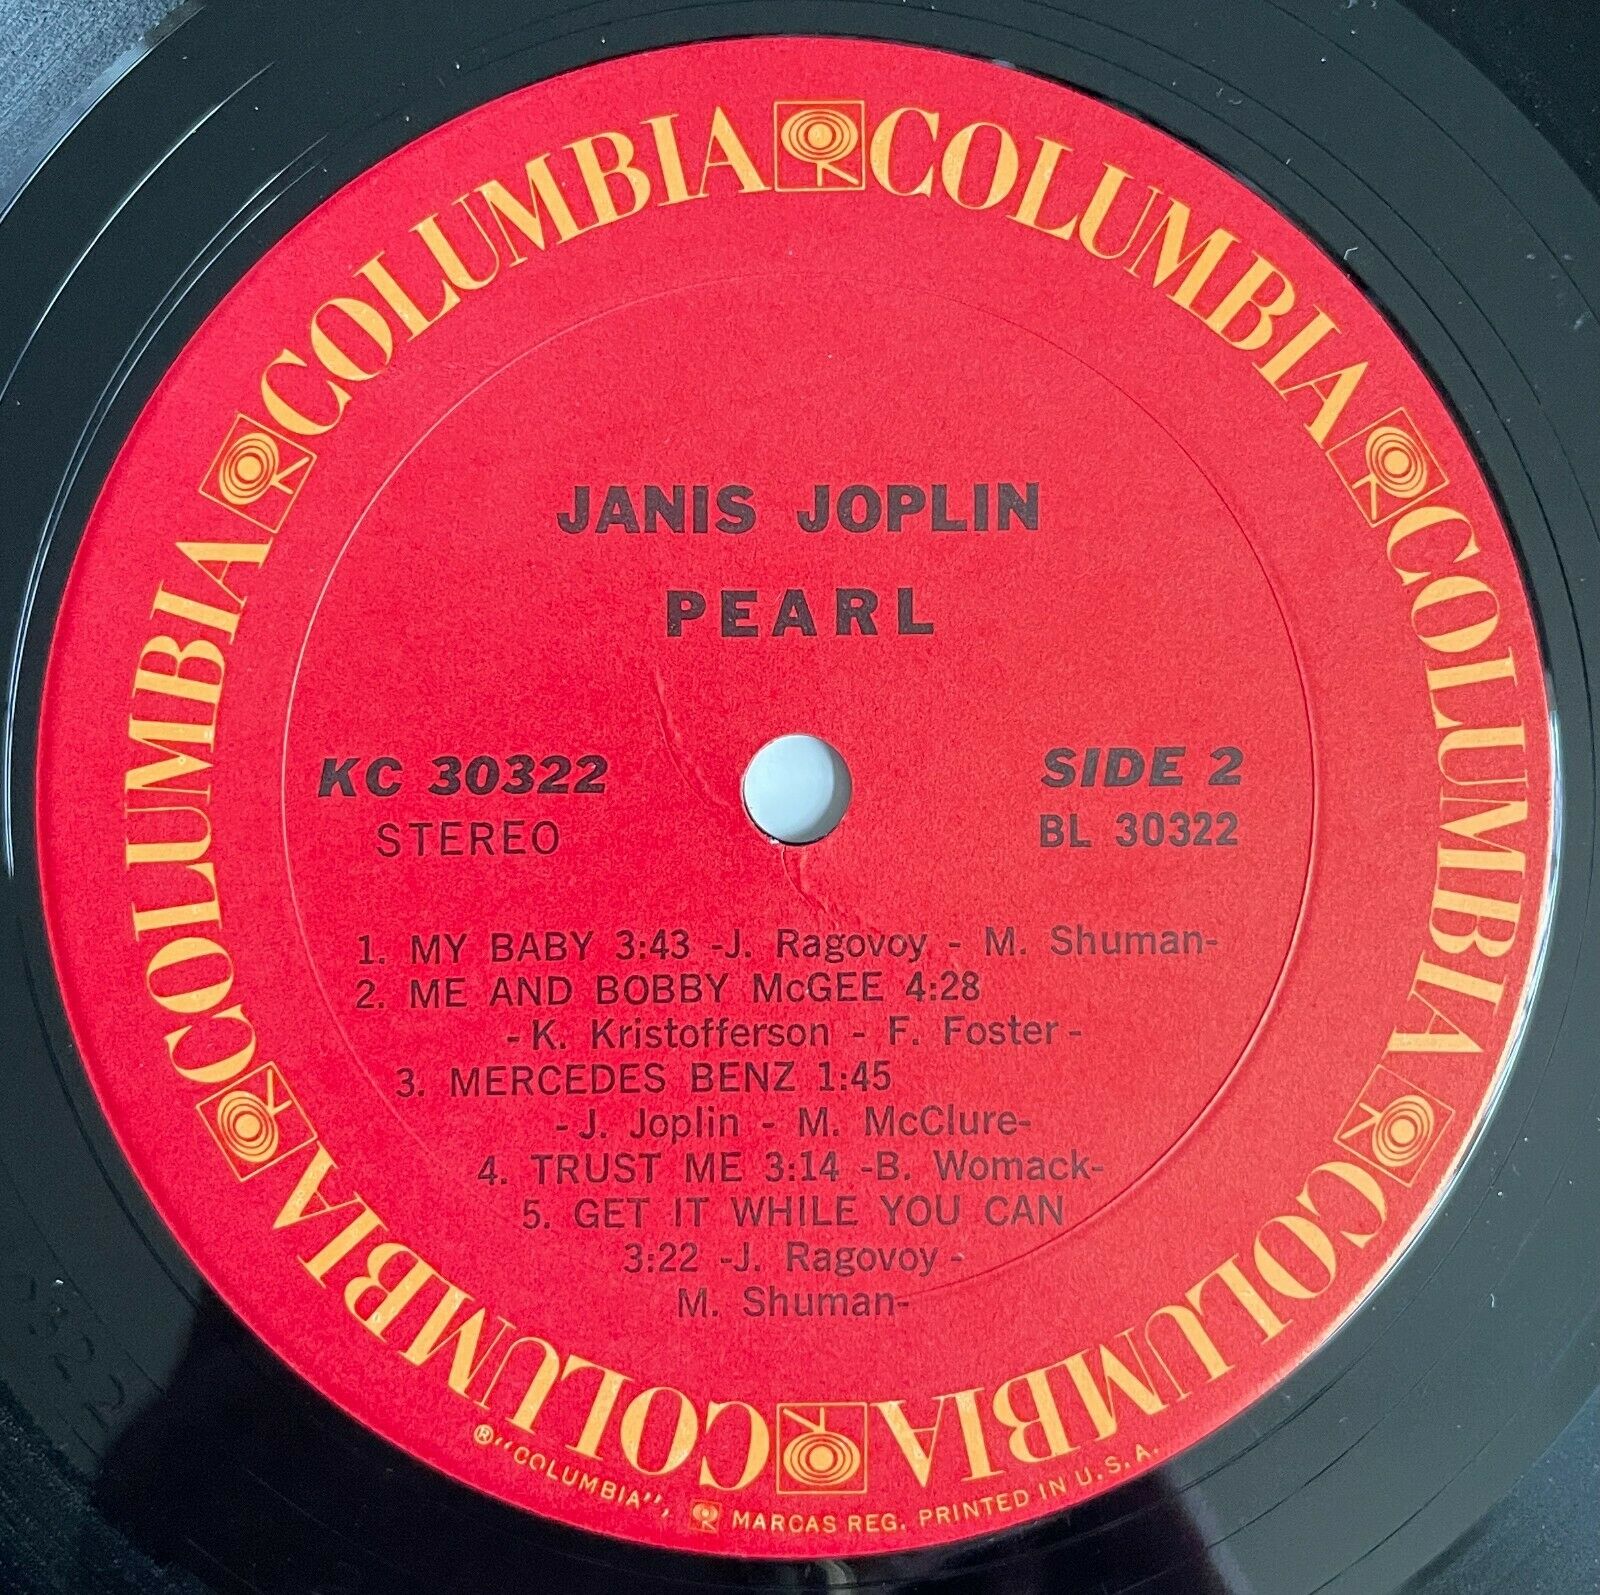 COLUMBIA COLUMBIA COLUMBIA COLUMBIA COLUMBIA COLUMBIA
JANIS JOPLIN
PEARL
KC 30322
STEREO
SIDE 2
BL 30322
1. MY BABY 3:43 -J. Ragovoy - M. Shuman-
2. ME AND BOBBY McGEE 4:28
- K. Kristofferson - F. Foster -
3. MERCEDES BENZ 1:45
- J. Joplin - M. McClure-
4. TRUST ME 3:14 -B. Womack-
5. GET IT WHILE YOU CAN
3:22 -J. Ragovoy -
M. Shuman-
® "COLUMBIA", MARCAS REG. PRINTED IN U.S.A.